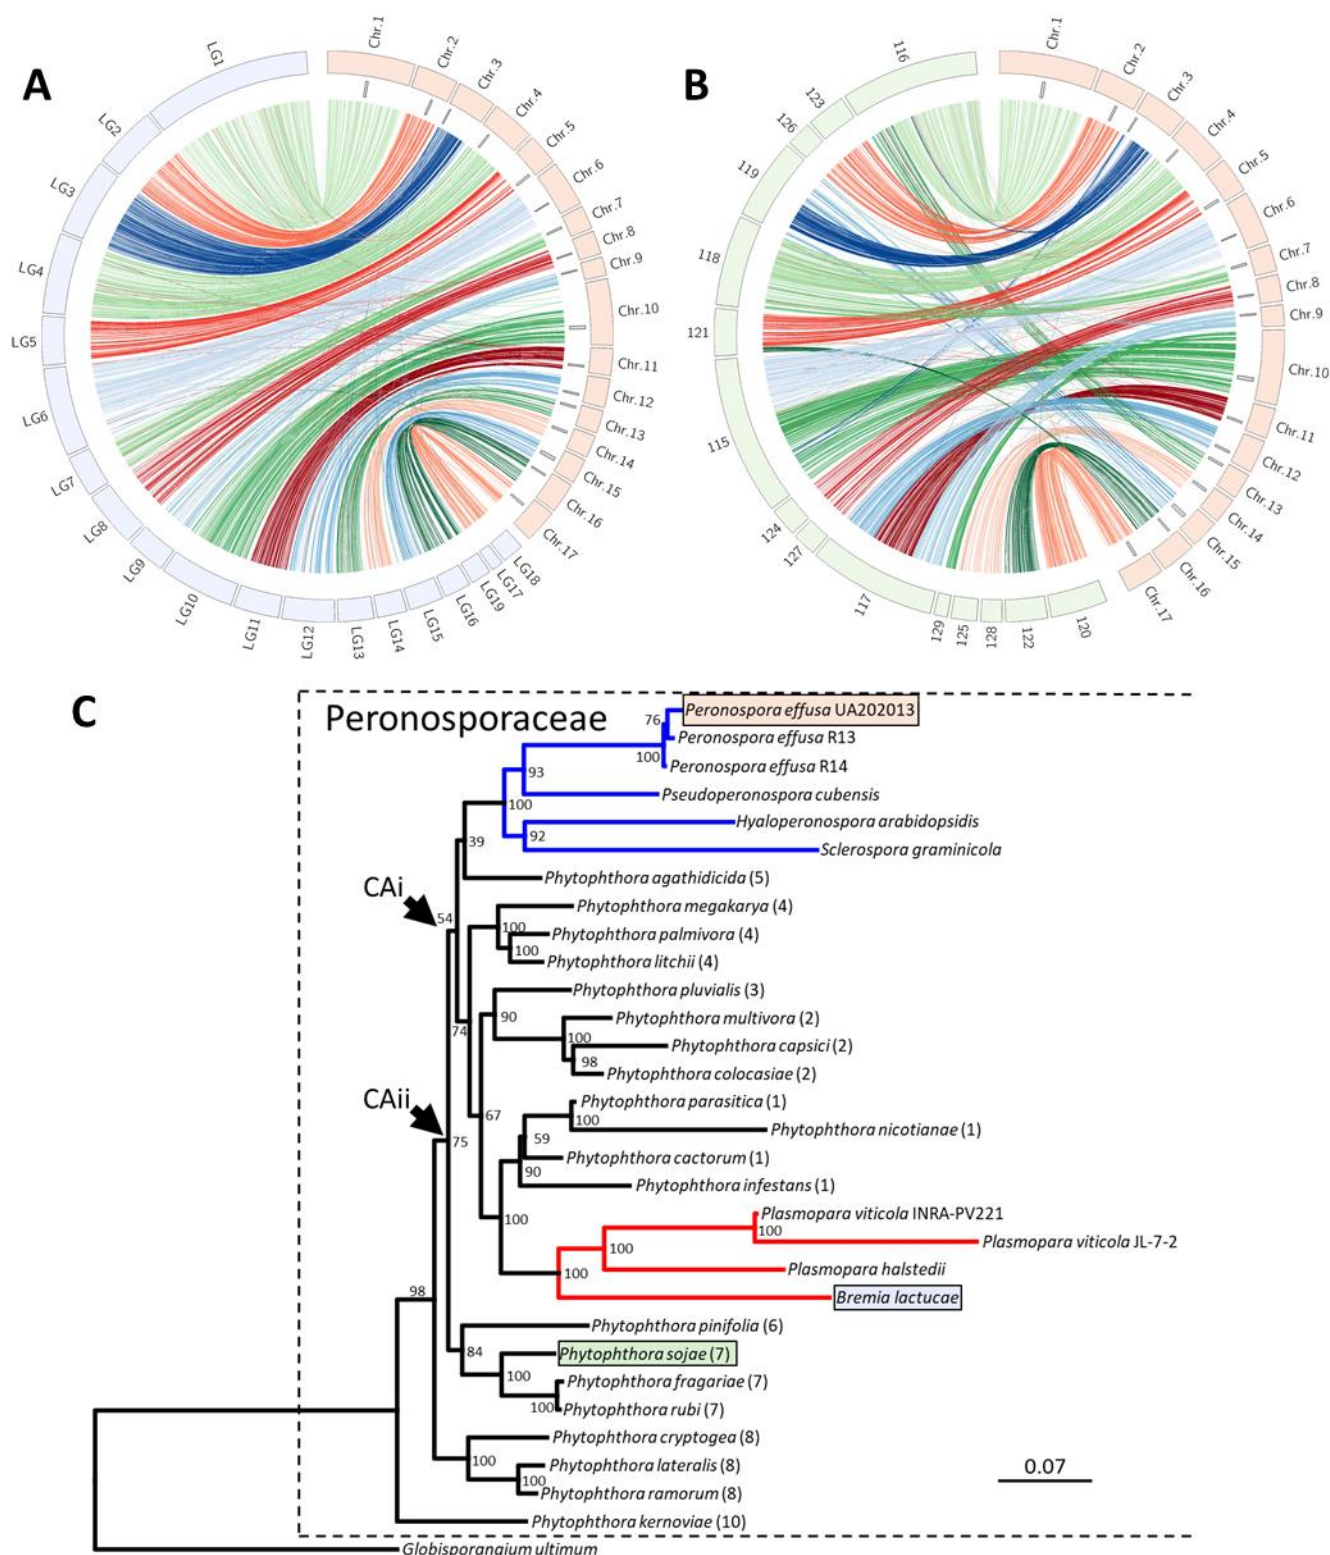 A
LG1
LG2
LG3
LG4
LG5
LG6
LG7
LG8
LG9
LG10
LG11
LG12
LG13
LG14
LG15
LG16
LG19
LG17
LG18
Chr.1
Chr.2
Chr.3
Chr.4
Chr.5
Chr.6
Chr.7
Chr.8
Chr.9
Chr.10
Chr.11
Chr.12
Chr.13
Chr.14
Chr.15
Chr.16
Chr.17
B
116
123
126
119
118
121
115
124
127
117
129
125
128
122
120
Chr.1
Chr.2
Chr.3
Chr.4
Chr.5
Chr.6
Chr.7
Chr.8
Chr.9
Chr.10
Chr.11
Chr.12
Chr.13
Chr.14
Chr.15
Chr.16
Chr.17
C
Peronosporaceae
76
Peronospora effusa UA202013
Peronospora effusa R13
100
Peronospora effusa R14
93
Pseudoperonospora cubensis
100
Hyaloperonospora arabidopsidis
92
Sclerospora graminicola
39
Phytophthora agathidicida (5)
CAi
54
Phytophthora megakarya (4)
100
Phytophthora palmivora (4)
100
Phytophthora litchii (4)
Phytophthora pluvialis (3)
90
74
Phytophthora multivora (2)
100
Phytophthora capsici (2)
98
Phytophthora colocasiae (2)
CAii
75
67
Phytophthora parasitica (1)
100
Phytophthora nicotianae (1)
59
Phytophthora cactorum (1)
90
Phytophthora infestans (1)
100
Plasmopara viticola INRA-PV221
100
Plasmopara viticola JL-7-2
100
Plasmopara halstedii
100
Bremia lactucae
98
Phytophthora pinifolia (6)
84
Phytophthora sojae (7)
100
Phytophthora fragariae (7)
100
Phytophthora rubi (7)
Phytophthora cryptogea (8)
100
Phytophthora lateralis (8)
100
Phytophthora ramorum (8)
0.07
Phytophthora kernoviae (10)
Globisporangium ultimum